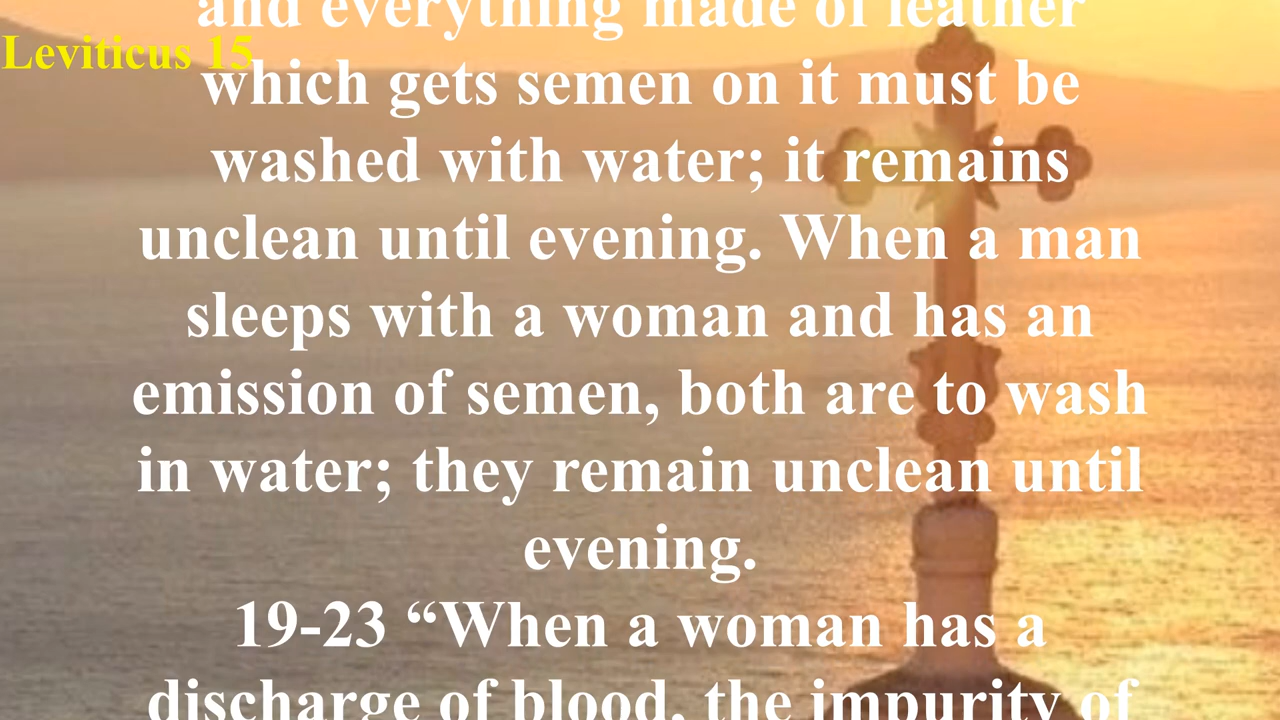 and everything made of leather
Leviticus 15
which gets semen on it must be
washed with water; it remains
unclean until evening. When a man
sleeps with a woman and has an
emission of semen, both are to wash
in water; they remain unclean until
evening.
19-23 “When a woman has a
discharge of blood, the impurity of